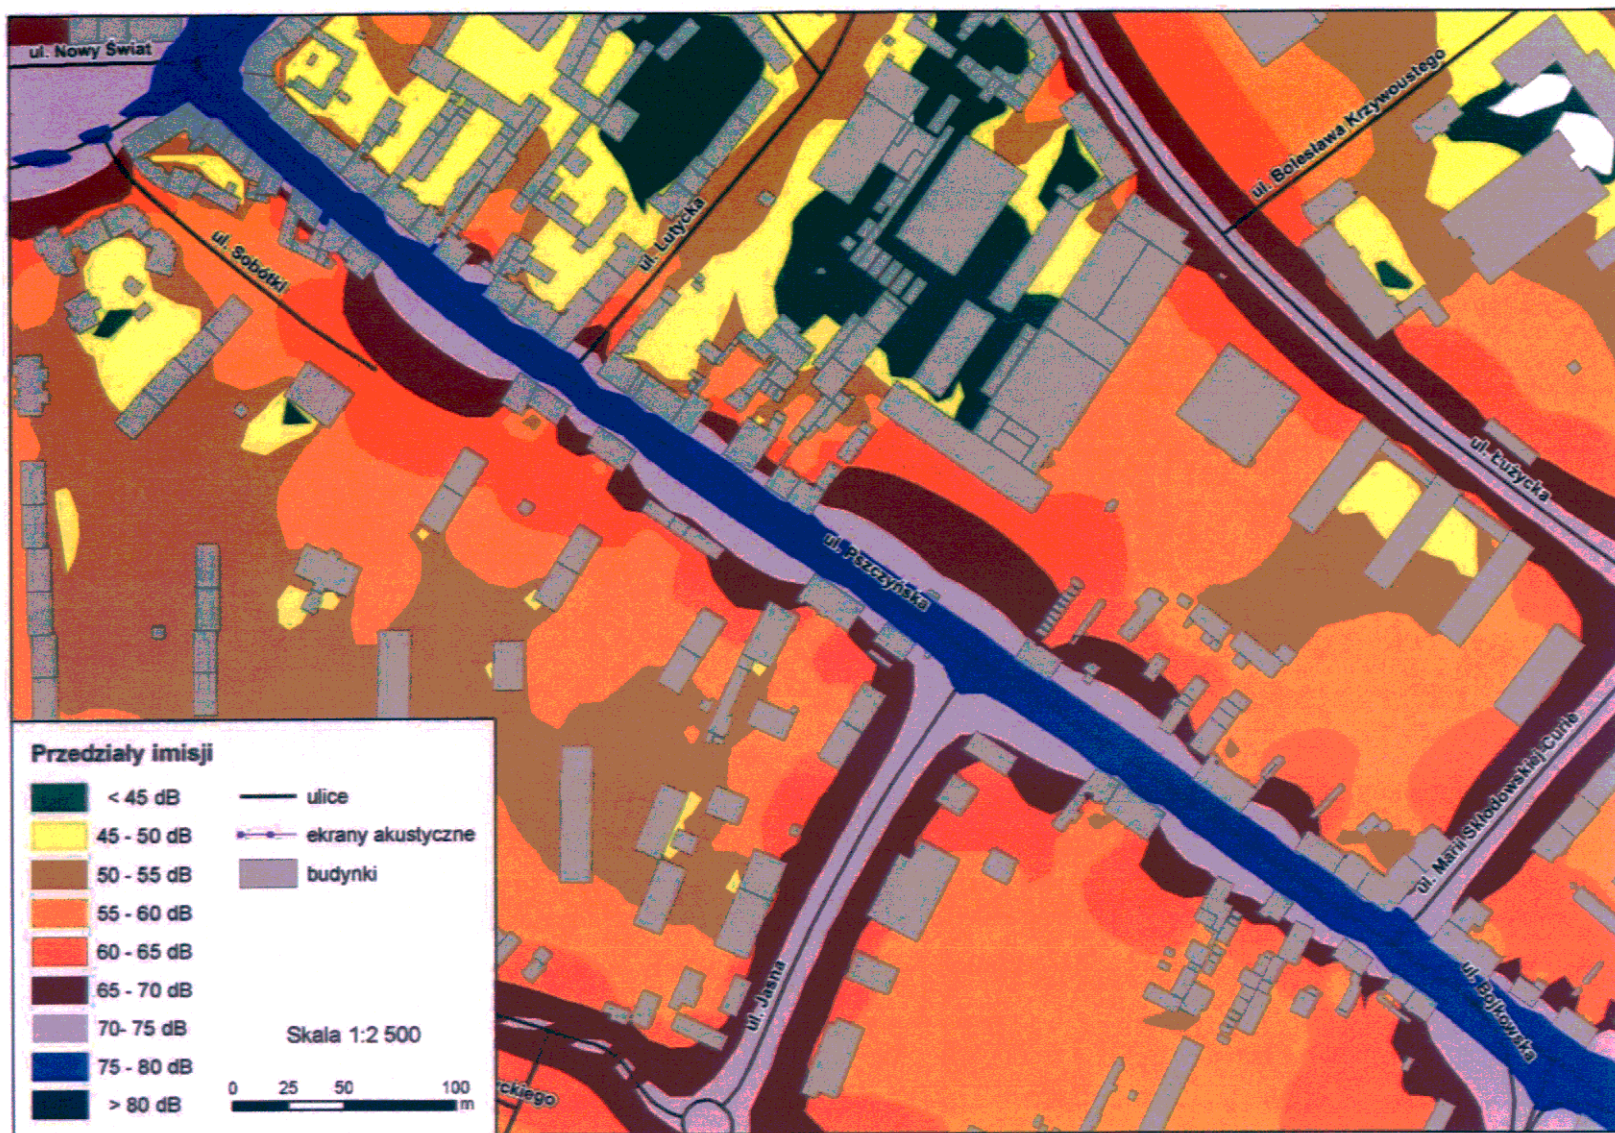 ul. Nowy Świat
ul. Bolesława Krzywoustego
ul. Łutycka
ul. Sobótki
ul. Łużycka
ul. Pszczyńska
ul. Marii Skłodowskiej-Curie
ul. Jasna
ul. Bojkowska
Przedziały imisji
< 45 dB
45 - 50 dB
50 - 55 dB
55 - 60 dB
60 - 65 dB
65 - 70 dB
70- 75 dB
75 - 80 dB
> 80 dB
ulice
ekrany akustyczne
budynki
Skala 1:2 500
0 25 50 100
m